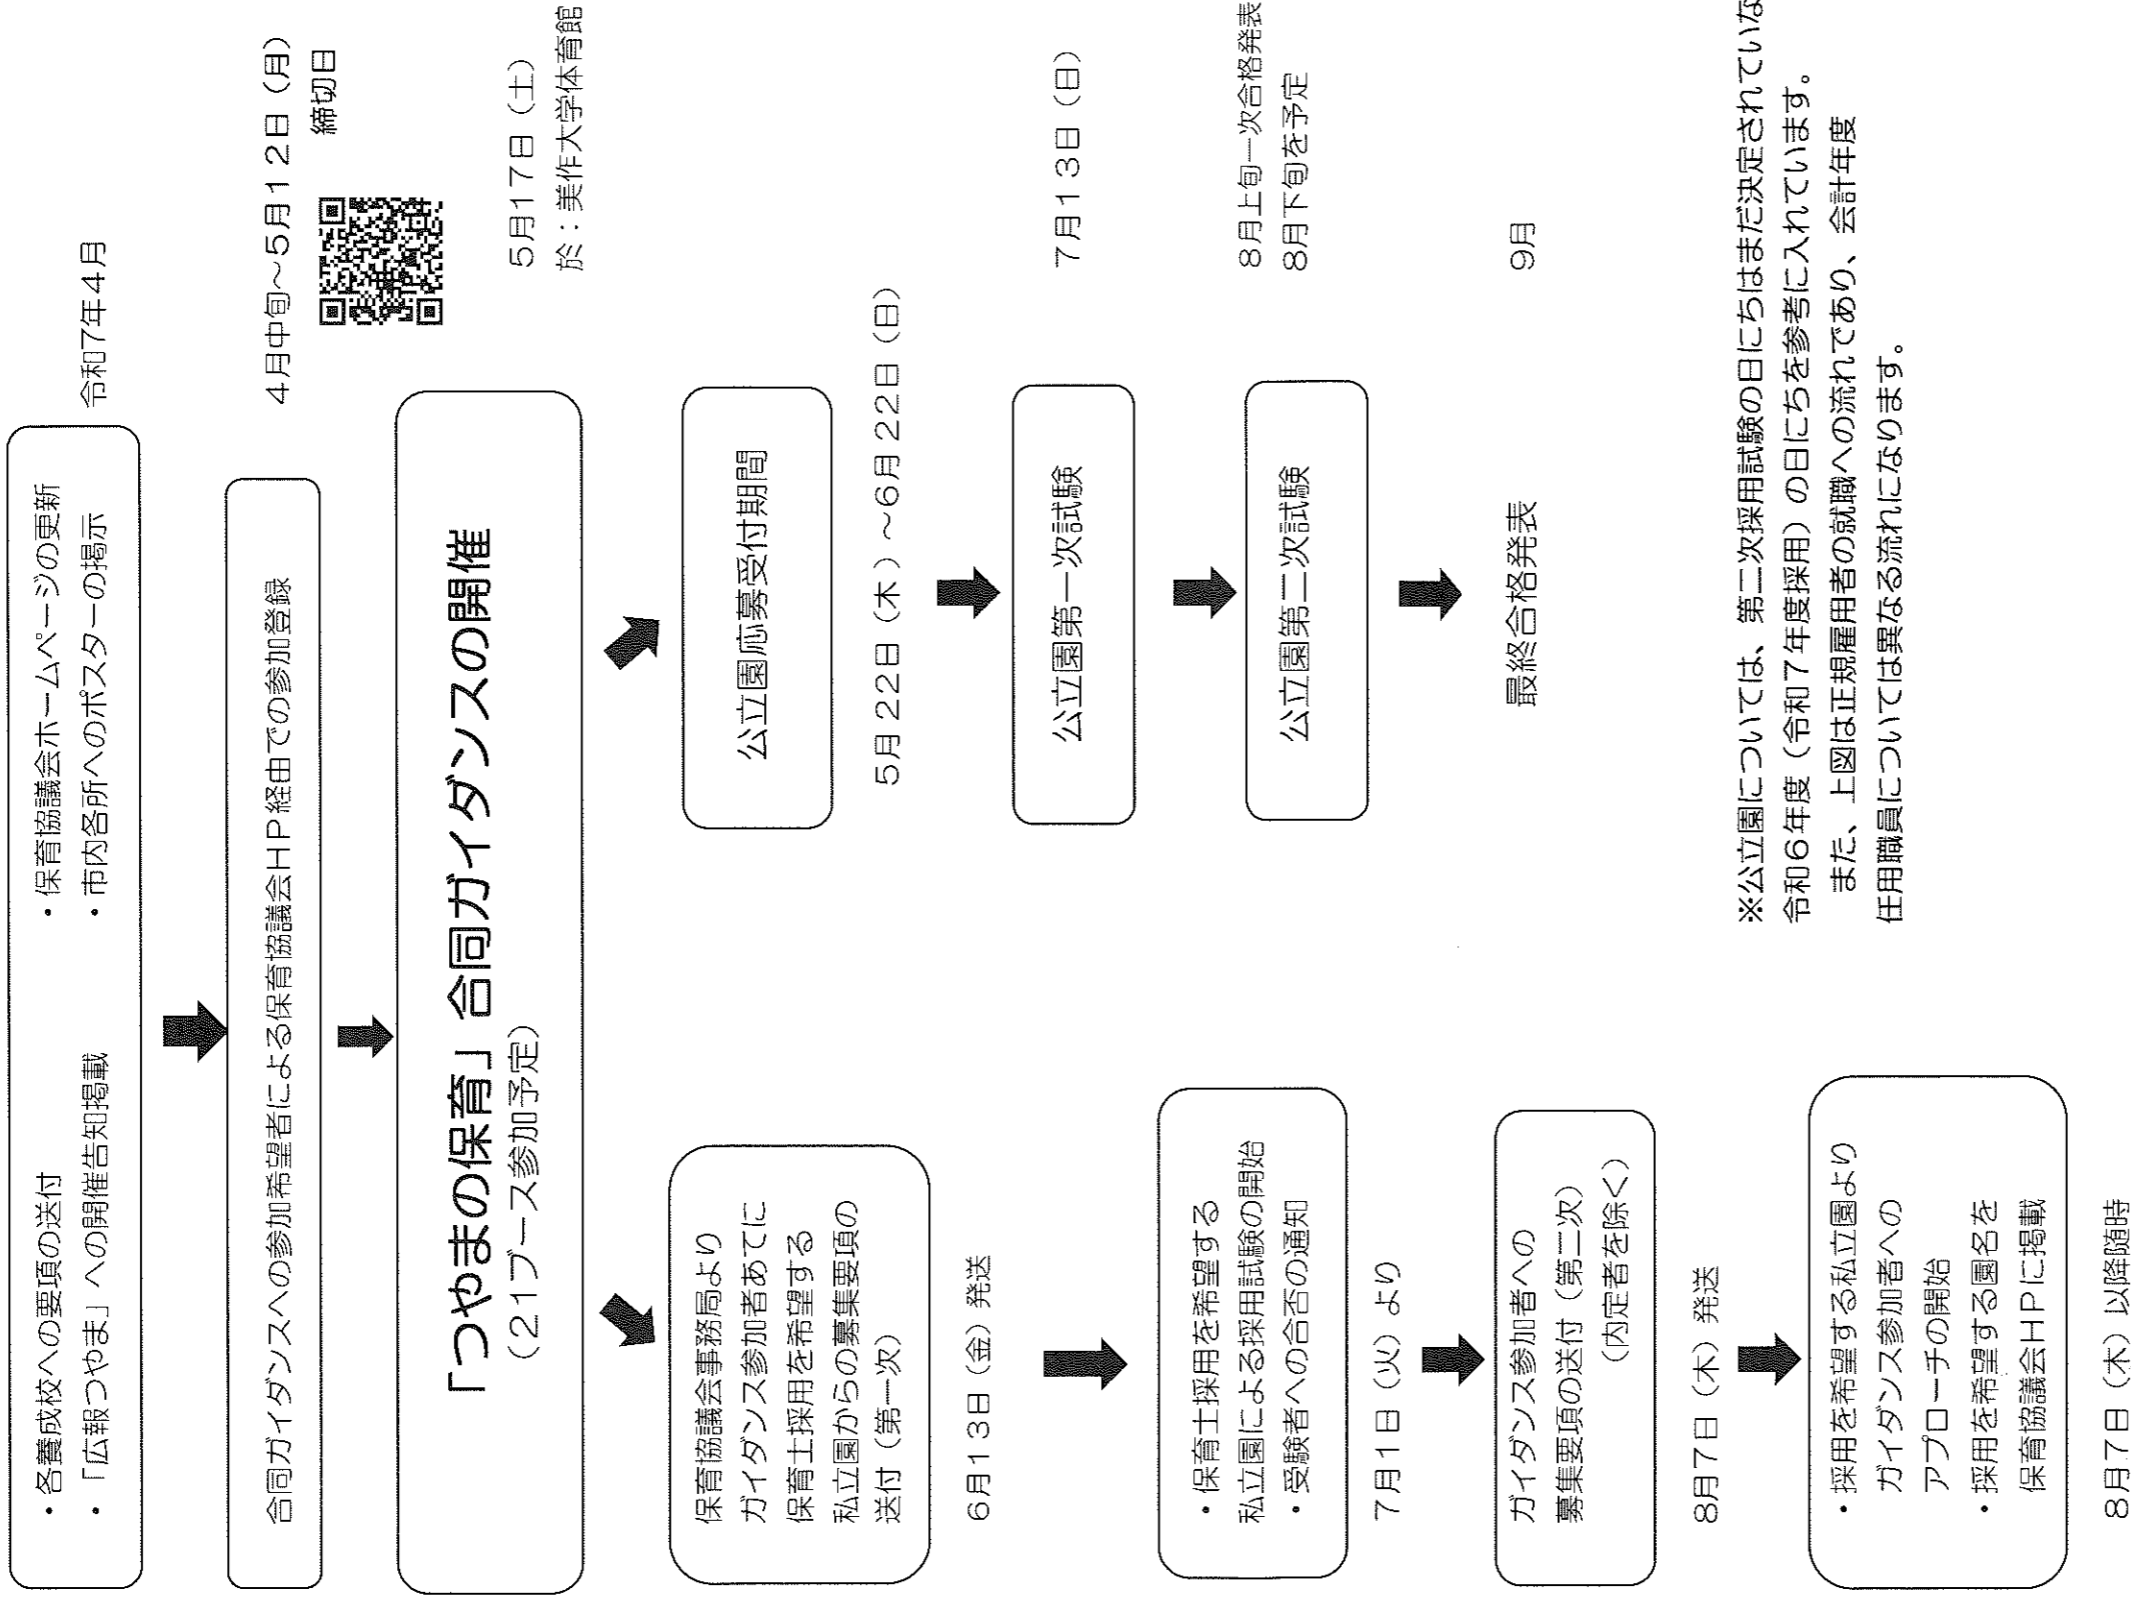 ・各養成校への要項の送付
・保育協議会ホームページの更新
・「広報つやま」への開催告知掲載
・市内各所へのポスターの掲示
令和7年4月
合同ガイダンスへの参加希望者による保育協議会HP経由での参加登録
4月中旬～5月12日（月）
締切日
「つやまの保育」合同ガイダンスの開催
（21ブース参加予定）
5月17日（土）
於：美作大学体育館
保育協議会事務局より
ガイダンス参加者あてに
保育士採用を希望する
私立園からの募集要項の
送付（第一次）
6月13日（金）発送
・保育士採用を希望する
私立園による採用試験の開始
・受験者への合否の通知
7月1日（火）より
ガイダンス参加者への
募集要項の送付（第二次）
（内定者を除く）
8月7日（木）発送
・採用を希望する私立園より
ガイダンス参加者への
アプローチの開始
・採用を希望する園名を
保育協議会HPに掲載
8月7日（木）以降随時
公立園応募受付期間
5月22日（木）～6月22日（日）
公立園第一次試験
7月13日（日）
公立園第二次試験
8月上旬一次合格発表
8月下旬を予定
最終合格発表
9月
※公立園については、第二次採用試験の日にちはまだ決定されていな
令和6年度（令和7年度採用）の日にちを参考に入れています。
また、上図は正規雇用者の就職への流れであり、会計年度
任用職員については異なる流れになります。